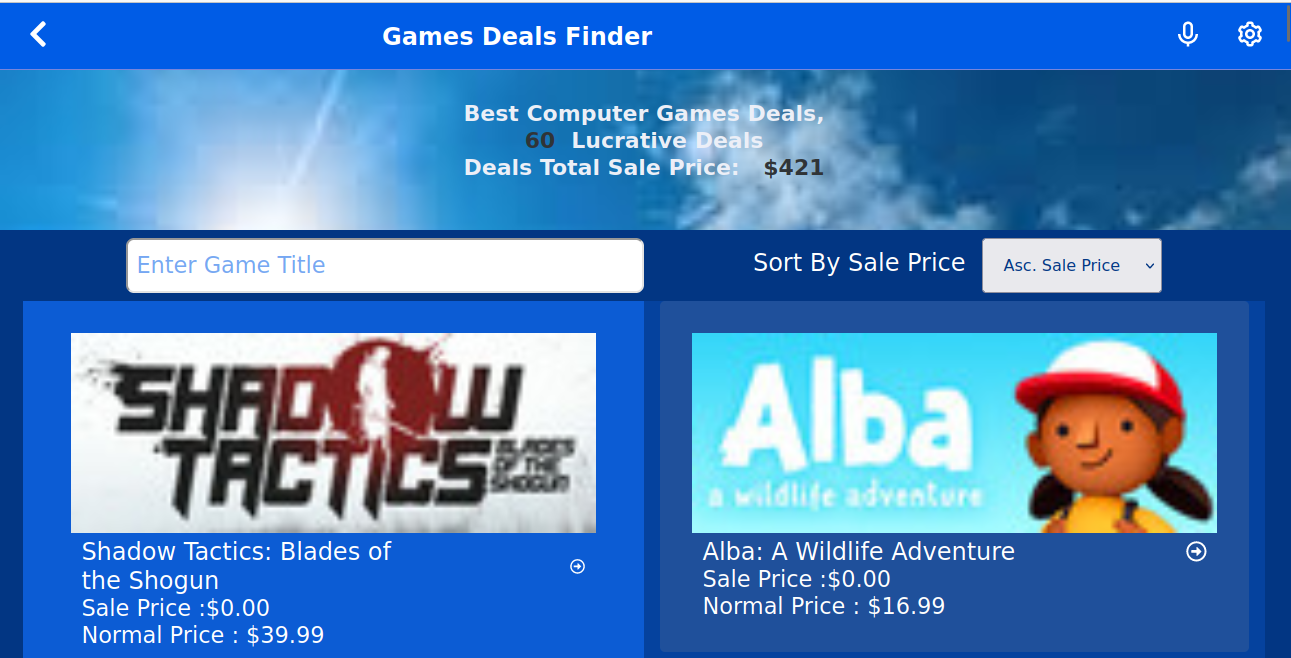 Games Deals Finder
Best Computer Games Deals,
60 Lucrative Deals
Deals Total Sale Price: $421
Enter Game Title
Sort By Sale Price
Asc. Sale Price
SHADOW
TACTICS
BLADES
OF THE
SHOGUN
Shadow Tactics: Blades of
the Shogun
Sale Price :$0.00
Normal Price : $39.99
Alba
a wildlife adventure
Alba: A Wildlife Adventure
Sale Price :$0.00
Normal Price : $16.99